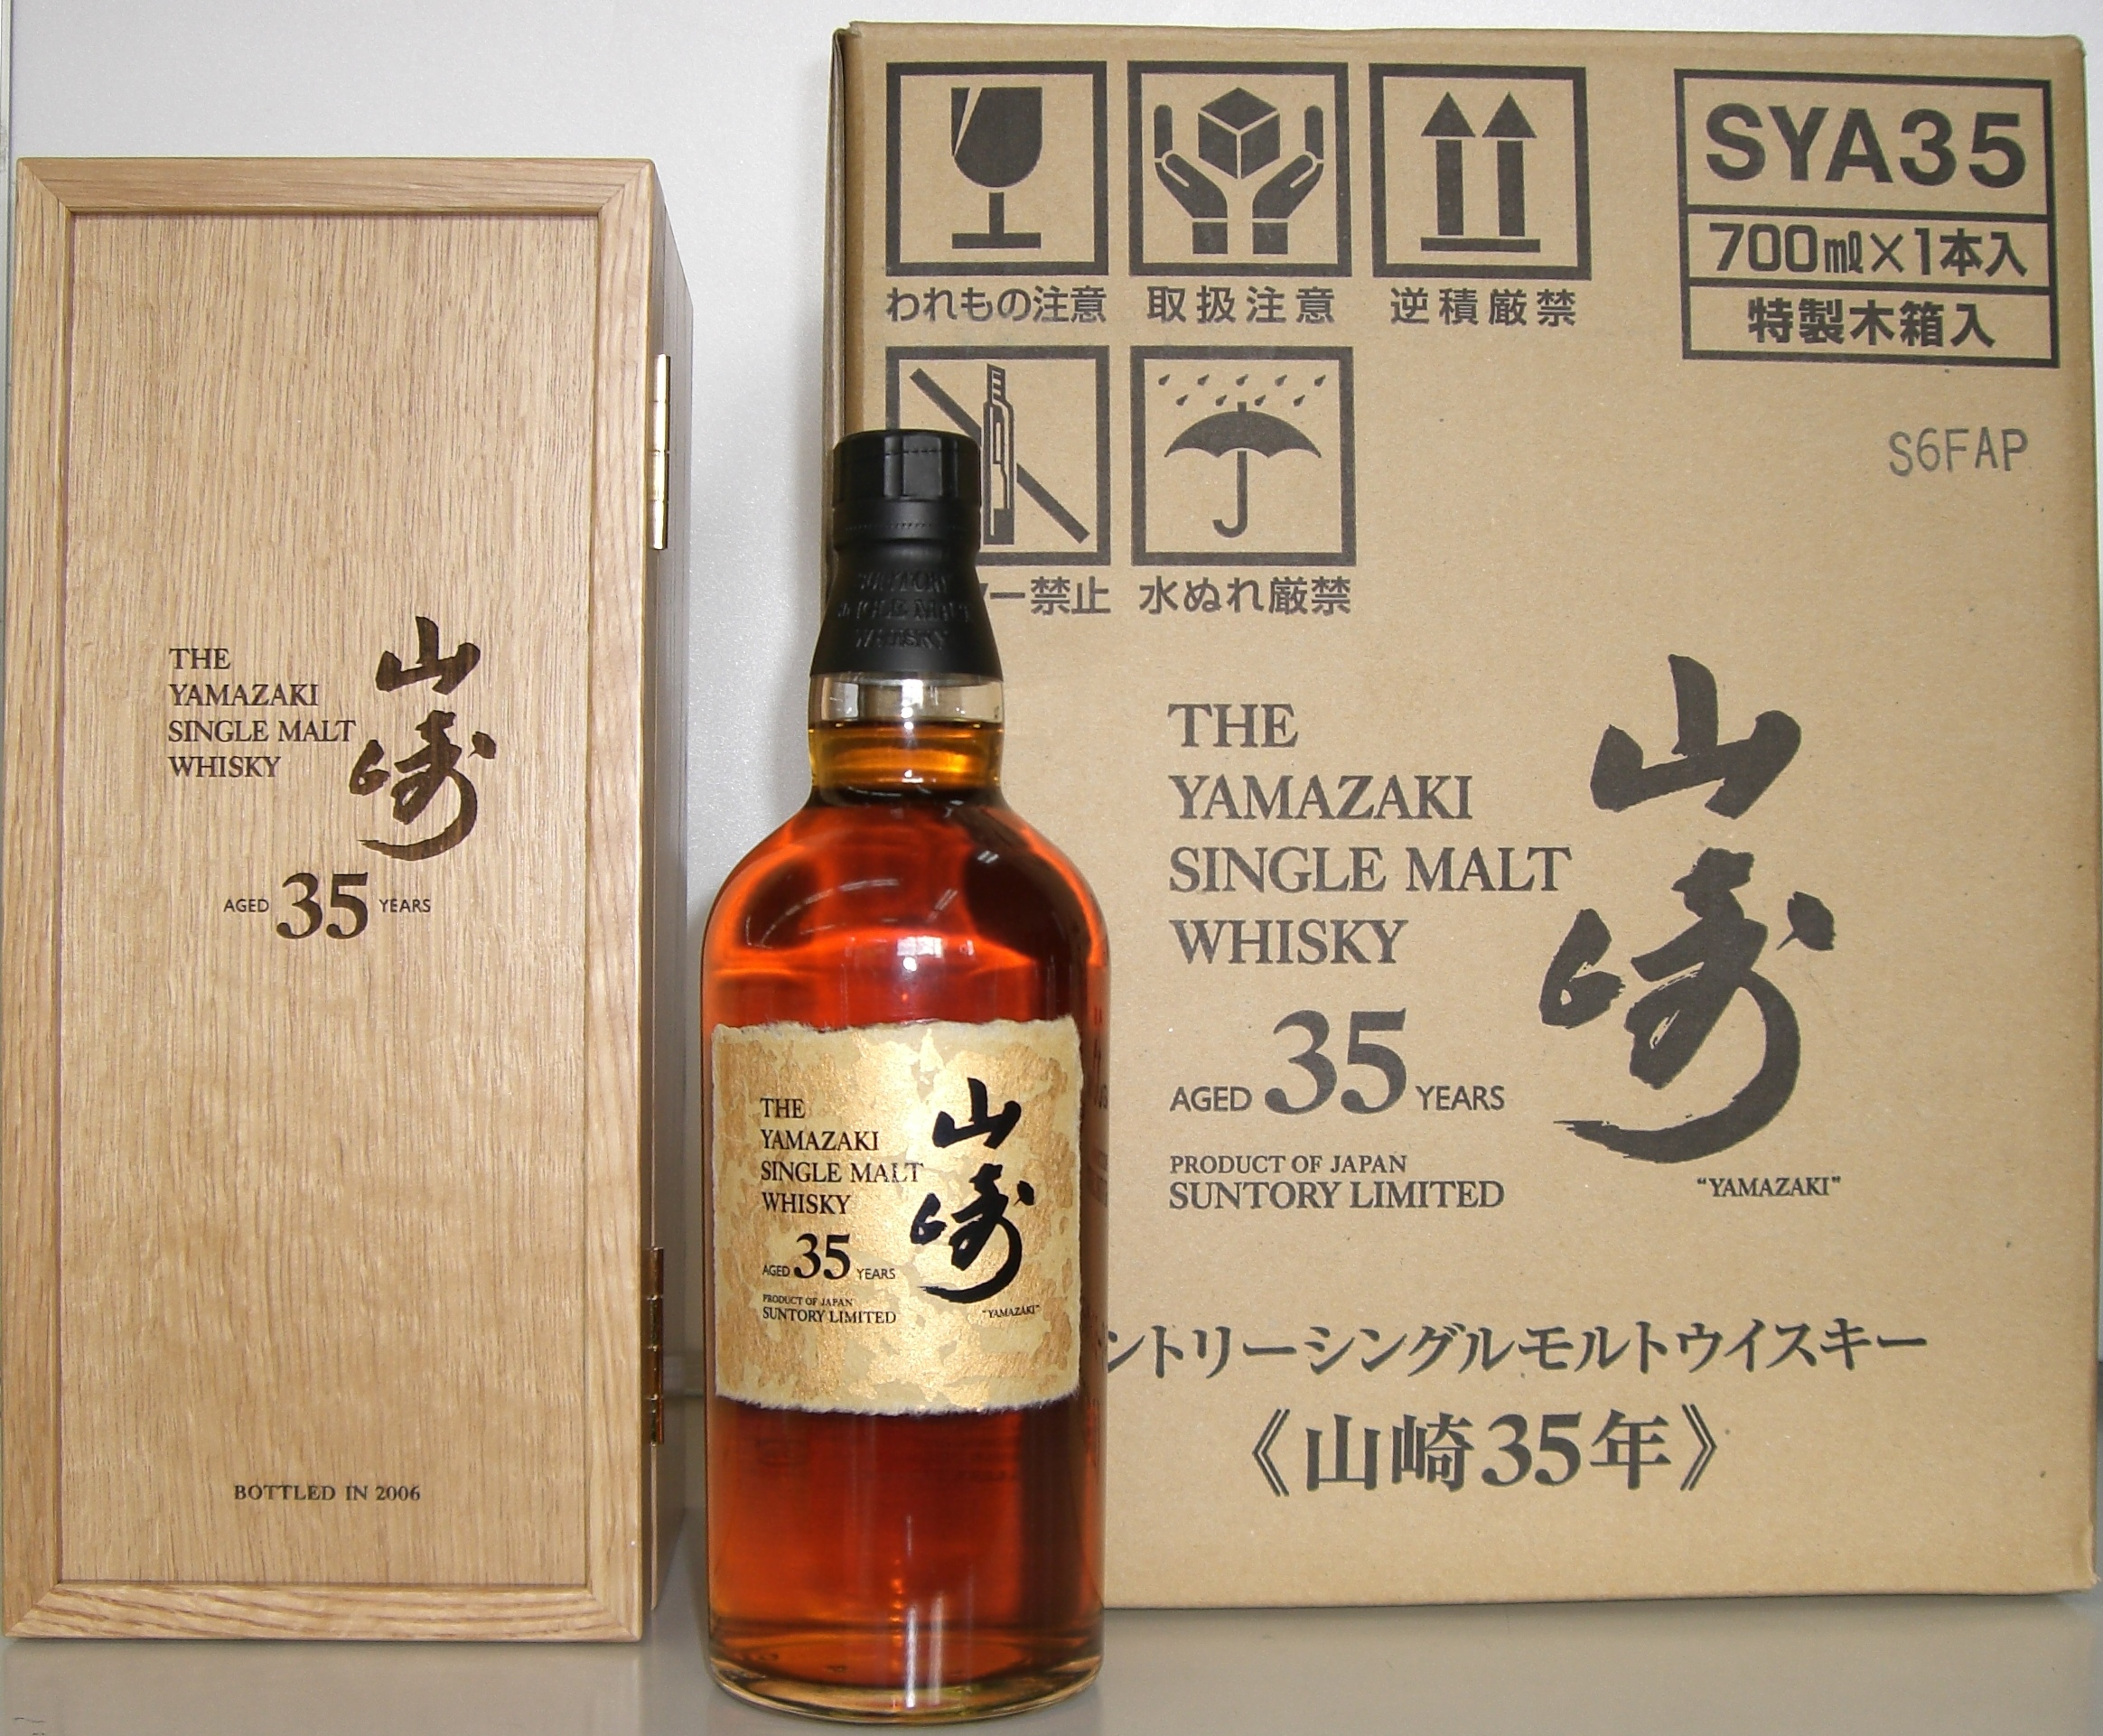 THE
YAMAZAKI
SINGLE MALT
WHISKY
山崎
AGED 35 YEARS
BOTTLED IN 2006
SUNTORY
SINGLE MALT
WHISKY
THE
YAMAZAKI
SINGLE MALT
WHISKY
山崎
AGED 35 YEARS
PRODUCT OF JAPAN
SUNTORY LIMITED
"YAMAZAKI"
われもの注意
取扱注意
逆積厳禁
ー禁止
水ぬれ厳禁
SYA35
700ml×1本入
特製木箱入
S6FAP
THE
YAMAZAKI
SINGLE MALT
WHISKY
山崎
AGED 35 YEARS
PRODUCT OF JAPAN
SUNTORY LIMITED
“YAMAZAKI”
ントリーシングルモルトウイスキー
《山崎35年》